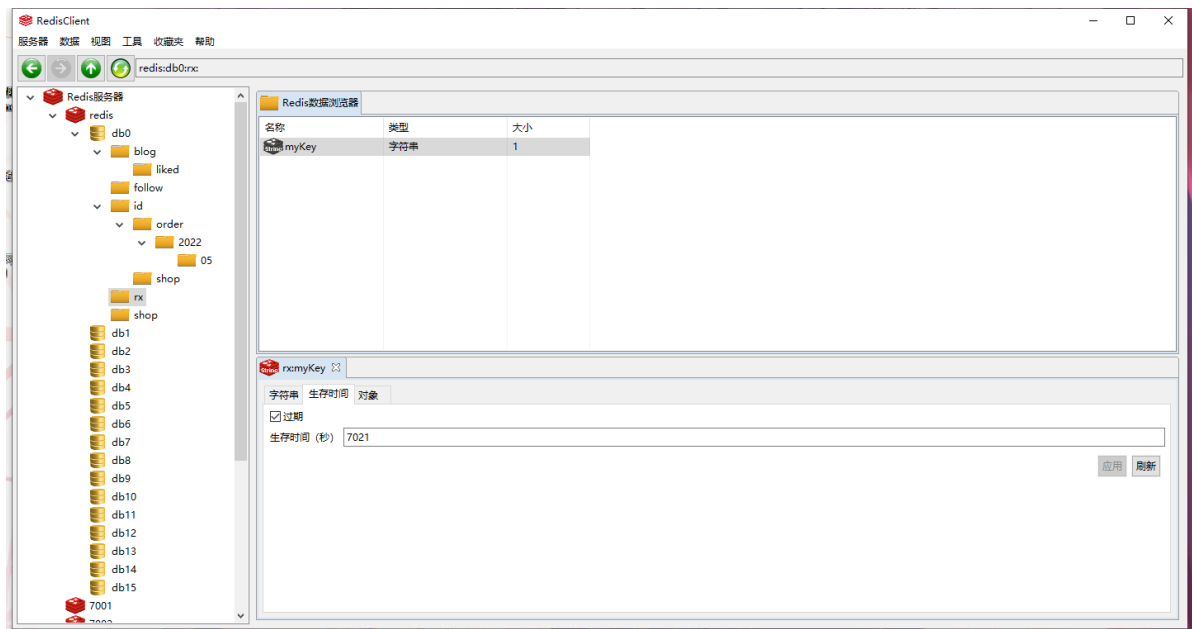 RedisClient
服务器 数据 视图 工具 收藏夹 帮助
redis:db0:rx:
Redis服务器
redis
db0
blog
liked
follow
id
order
2022
05
shop
rx
shop
db1
db2
db3
db4
db5
db6
db7
db8
db9
db10
db11
db12
db13
db14
db15
7001
Redis数据浏览器
名称 类型 大小
String myKey 字符串 1
String rx:myKey
字符串 生存时间 对象
过期
生存时间（秒） 7021
应用 刷新